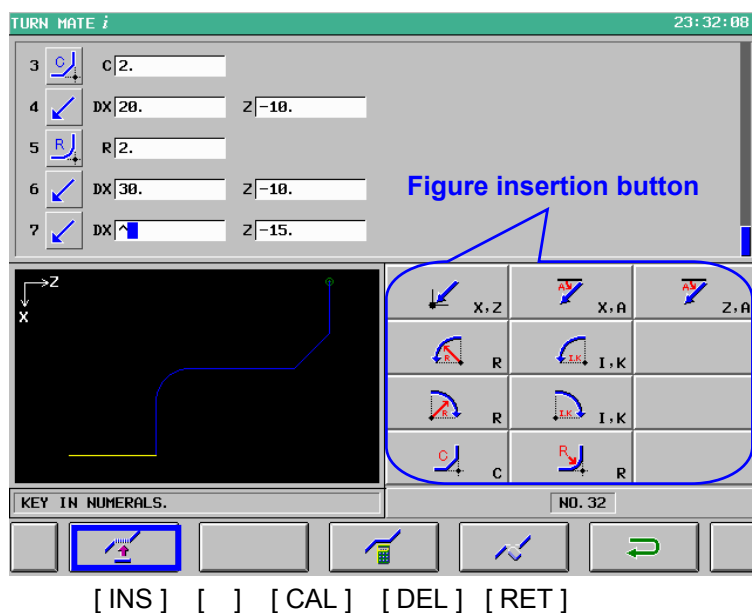 TURN MATE i 23:32:08
3 C C 2.
4 DX 20. Z -10.
5 R R 2.
6 DX 30. Z -10.
Figure insertion button
7 DX ^ Z -15.
Z
X
A X,Z A X,A A Z,A
R R I.K I,K
R R I.K I,K
C C R R
KEY IN NUMERALS. NO.32
[ INS ] [ ] [ CAL ] [ DEL ] [ RET ]